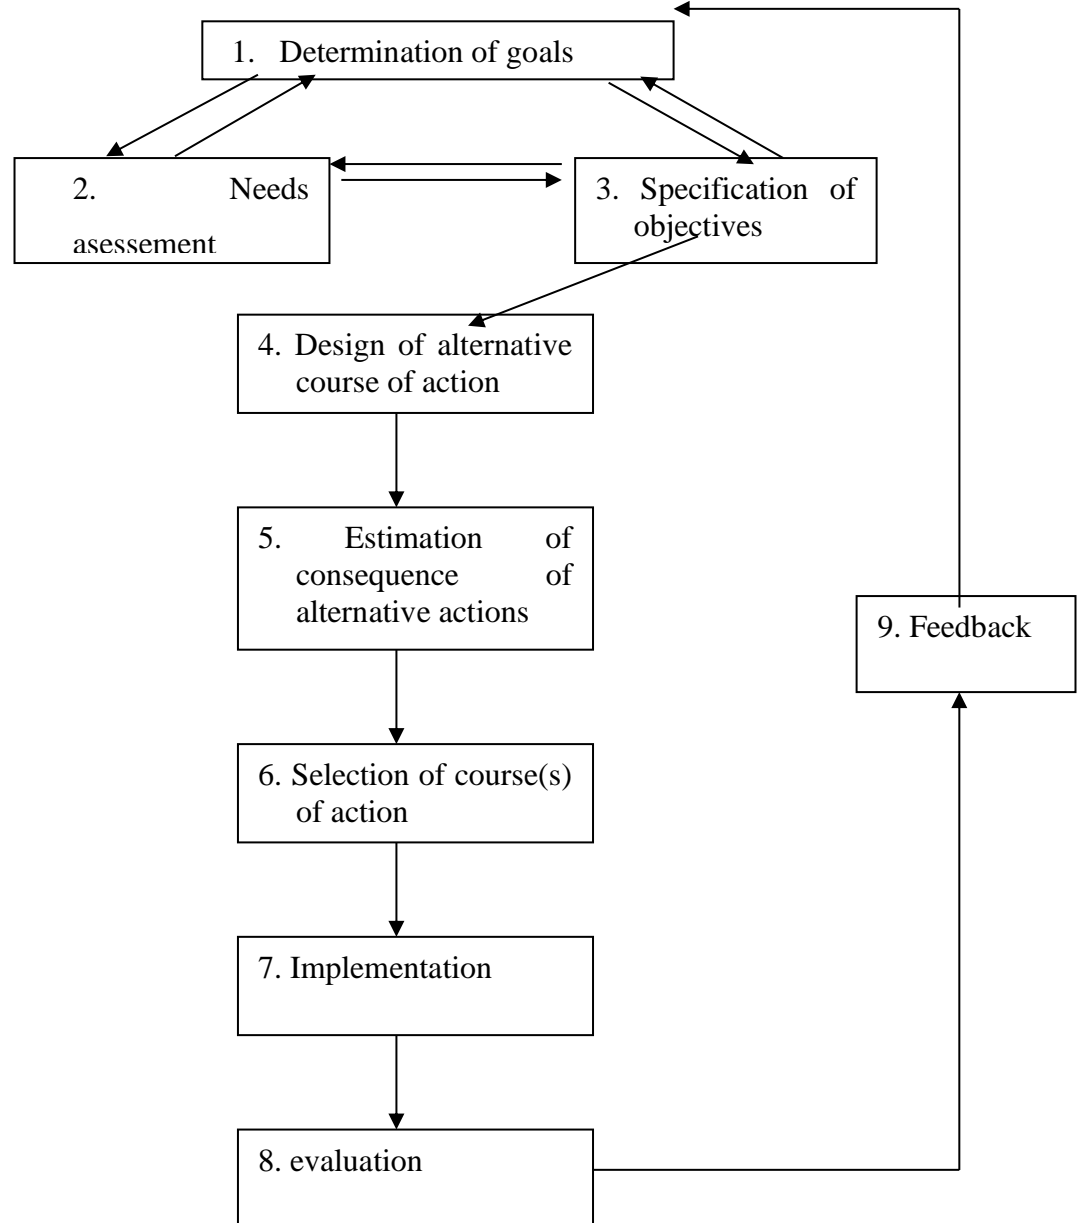 1. Determination of goals
2. Needs
asessement
3. Specification of
objectives
4. Design of alternative
course of action
5. Estimation of
consequence of
alternative actions
9. Feedback
6. Selection of course(s)
of action
7. Implementation
8. evaluation